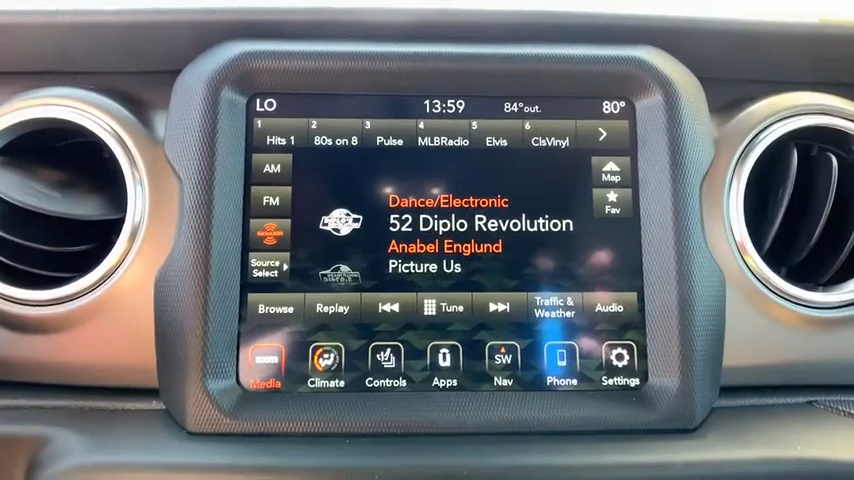 LO 13:59 84°out. 80°
1 Hits 1 2 80s on 8 3 Pulse 4 MLBRadio 5 Elvis 6 ClsVinyl
AM
FM
SiriusXM
Source
Select
Map
Fav
Dance/Electronic
52 Diplo Revolution
Anabel Englund
Picture Us
Browse Replay Tune Traffic & Weather Audio
sxm SW
Media Climate Controls Apps Nav Phone Settings